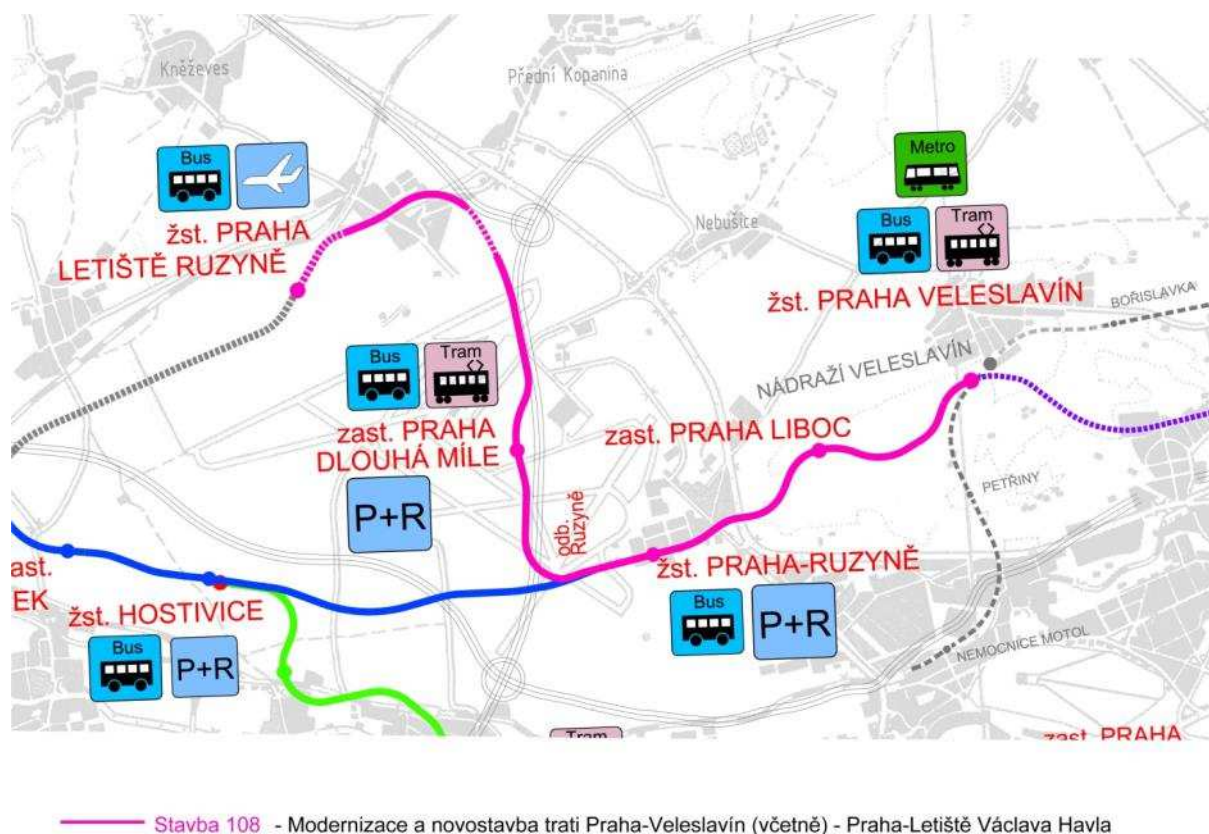 Kněževes
Přední Kopanina
Bus
žst. PRAHA
LETIŠTĚ RUZYNĚ
Nebušice
Metro
Bus
Tram
žst. PRAHA VELESLAVÍN
BOŘISLAVKA
NÁDRAŽÍ VELESLAVÍN
Bus
Tram
zast. PRAHA
DLOUHÁ MÍLE
P+R
zast. PRAHA LIBOC
PETŘINY
odb.
Ruzyně
žst. PRAHA-RUZYNĚ
Bus
P+R
NEMOCNICE MOTOL
ast.
EK
žst. HOSTIVICE
Bus
P+R
Tram
zast. PRAHA
Stavba 108 - Modernizace a novostavba trati Praha-Veleslavín (včetně) - Praha-Letiště Václava Havla